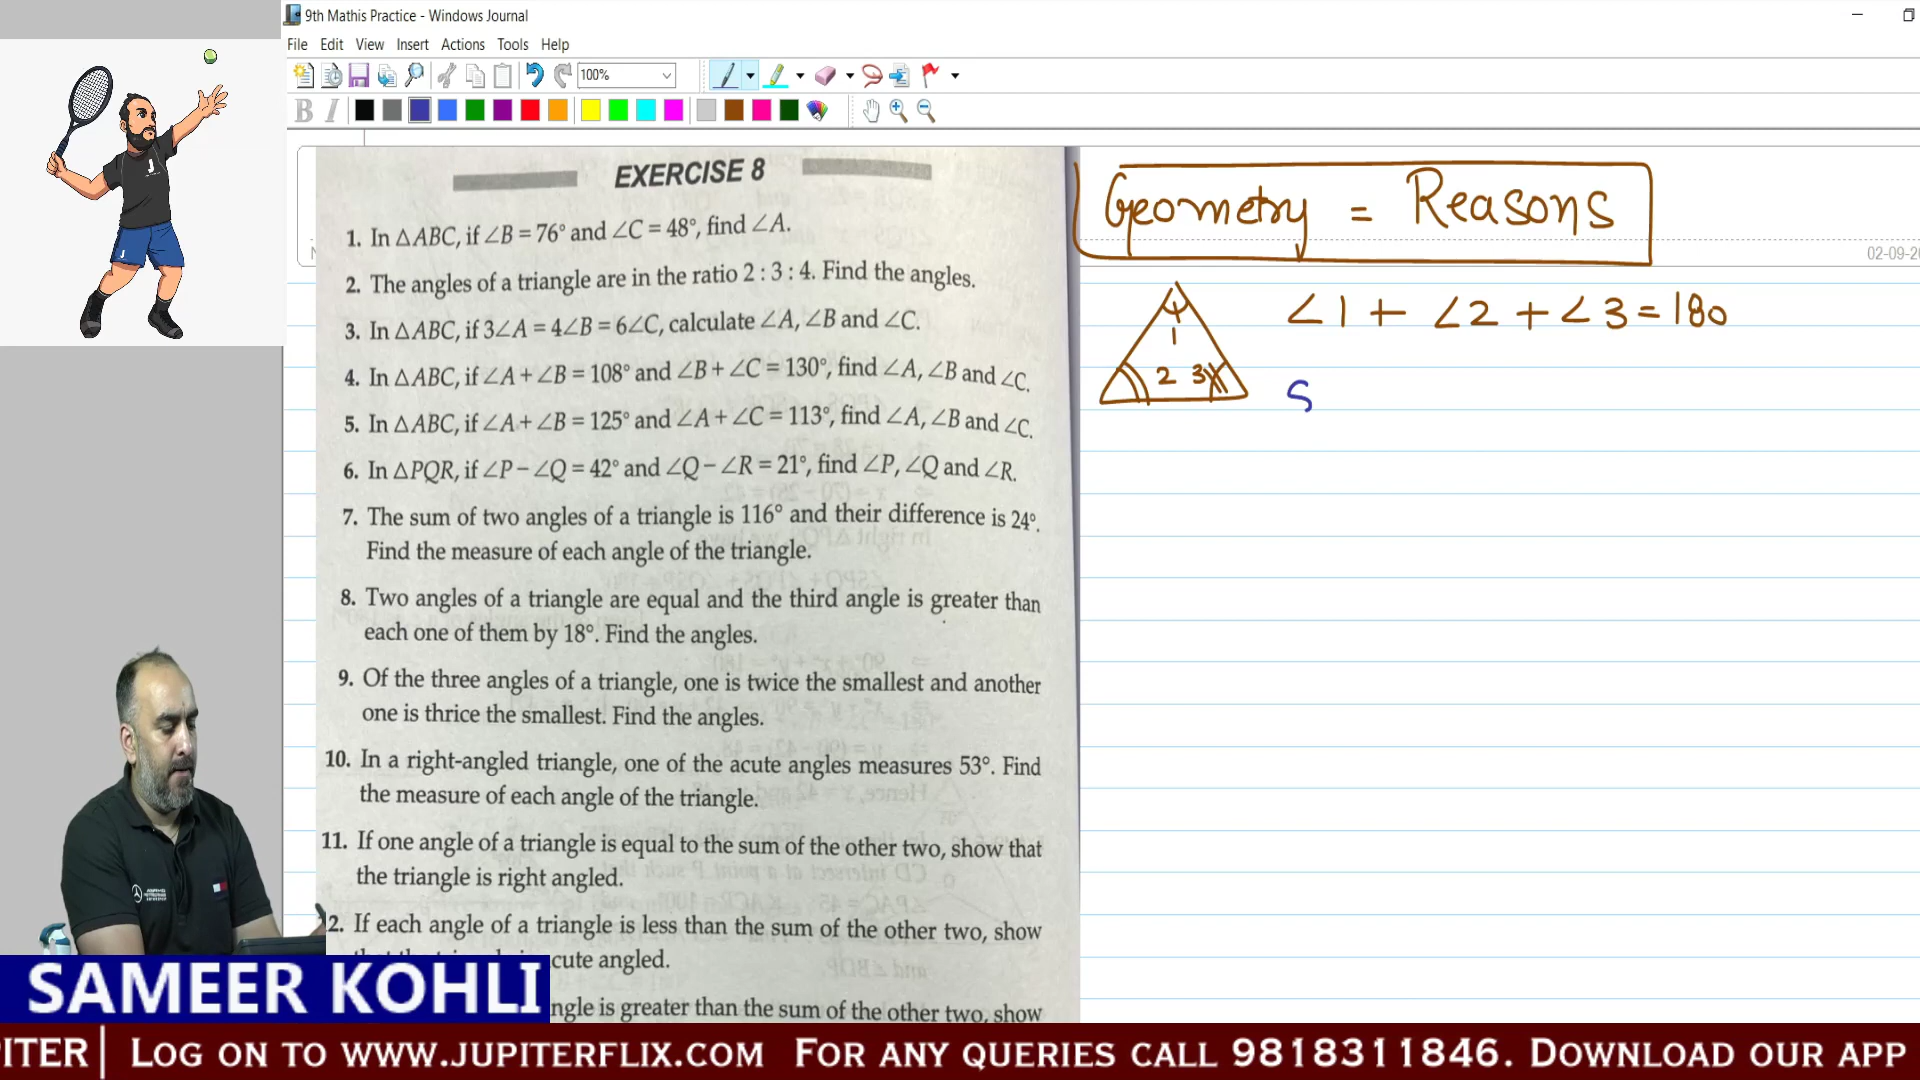 9th Mathis Practice - Windows Journal
File Edit View Insert Actions Tools Help
100%
B I
EXERCISE 8
1. In △ABC, if ∠B = 76° and ∠C = 48°, find ∠A.
2. The angles of a triangle are in the ratio 2 : 3 : 4. Find the angles.
3. In △ABC, if 3∠A = 4∠B = 6∠C, calculate ∠A, ∠B and ∠C.
4. In △ABC, if ∠A + ∠B = 108° and ∠B + ∠C = 130°, find ∠A, ∠B and ∠C.
5. In △ABC, if ∠A + ∠B = 125° and ∠A + ∠C = 113°, find ∠A, ∠B and ∠C.
6. In △PQR, if ∠P − ∠Q = 42° and ∠Q − ∠R = 21°, find ∠P, ∠Q and ∠R.
7. The sum of two angles of a triangle is 116° and their difference is 24°.
Find the measure of each angle of the triangle.
8. Two angles of a triangle are equal and the third angle is greater than
each one of them by 18°. Find the angles.
9. Of the three angles of a triangle, one is twice the smallest and another
one is thrice the smallest. Find the angles.
10. In a right-angled triangle, one of the acute angles measures 53°. Find
the measure of each angle of the triangle.
11. If one angle of a triangle is equal to the sum of the other two, show that
the triangle is right angled.
2. If each angle of a triangle is less than the sum of the other two, show
cute angled.
ngle is greater than the sum of the other two, show
Geometry = Reasons
02-09-20
∠1 + ∠2 + ∠3 = 180
1
2 3
S
SAMEER KOHLI
ITER| LOG ON TO WWW.JUPITERFLIX.COM FOR ANY QUERIES CALL 9818311846. DOWNLOAD OUR APP